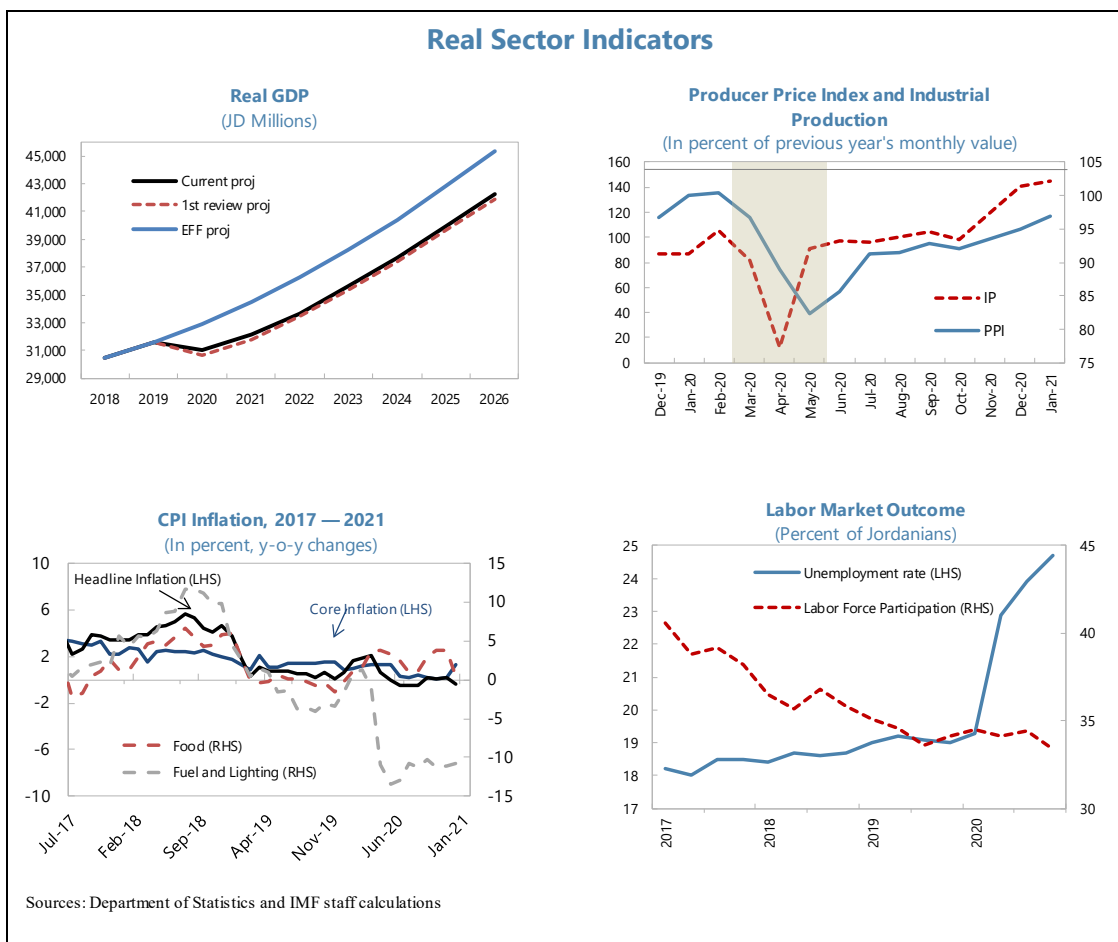 Real Sector Indicators
Real GDP
(JD Millions)
45,000
43,000
41,000
39,000
37,000
35,000
33,000
31,000
29,000
Current proj
1st review proj
EFF proj
2018 2019 2020 2021 2022 2023 2024 2025 2026
Producer Price Index and Industrial
Production
(In percent of previous year's monthly value)
160
140
120
100
80
60
40
20
0
105
100
95
90
85
80
75
IP
PPI
Dec-19 Jan-20 Feb-20 Mar-20 Apr-20 May-20 Jun-20 Jul-20 Aug-20 Sep-20 Oct-20 Nov-20 Dec-20 Jan-21
CPI Inflation, 2017 — 2021
(In percent, y-o-y changes)
10
6
2
-2
-6
-10
15
10
5
0
-5
-10
-15
Headline Inflation (LHS)
Core Inflation (LHS)
Food (RHS)
Fuel and Lighting (RHS)
Jul-17 Feb-18 Sep-18 Apr-19 Nov-19 Jun-20 Jan-21
Labor Market Outcome
(Percent of Jordanians)
25
24
23
22
21
20
19
18
17
45
40
35
30
Unemployment rate (LHS)
Labor Force Participation (RHS)
2017 2018 2019 2020
Sources: Department of Statistics and IMF staff calculations